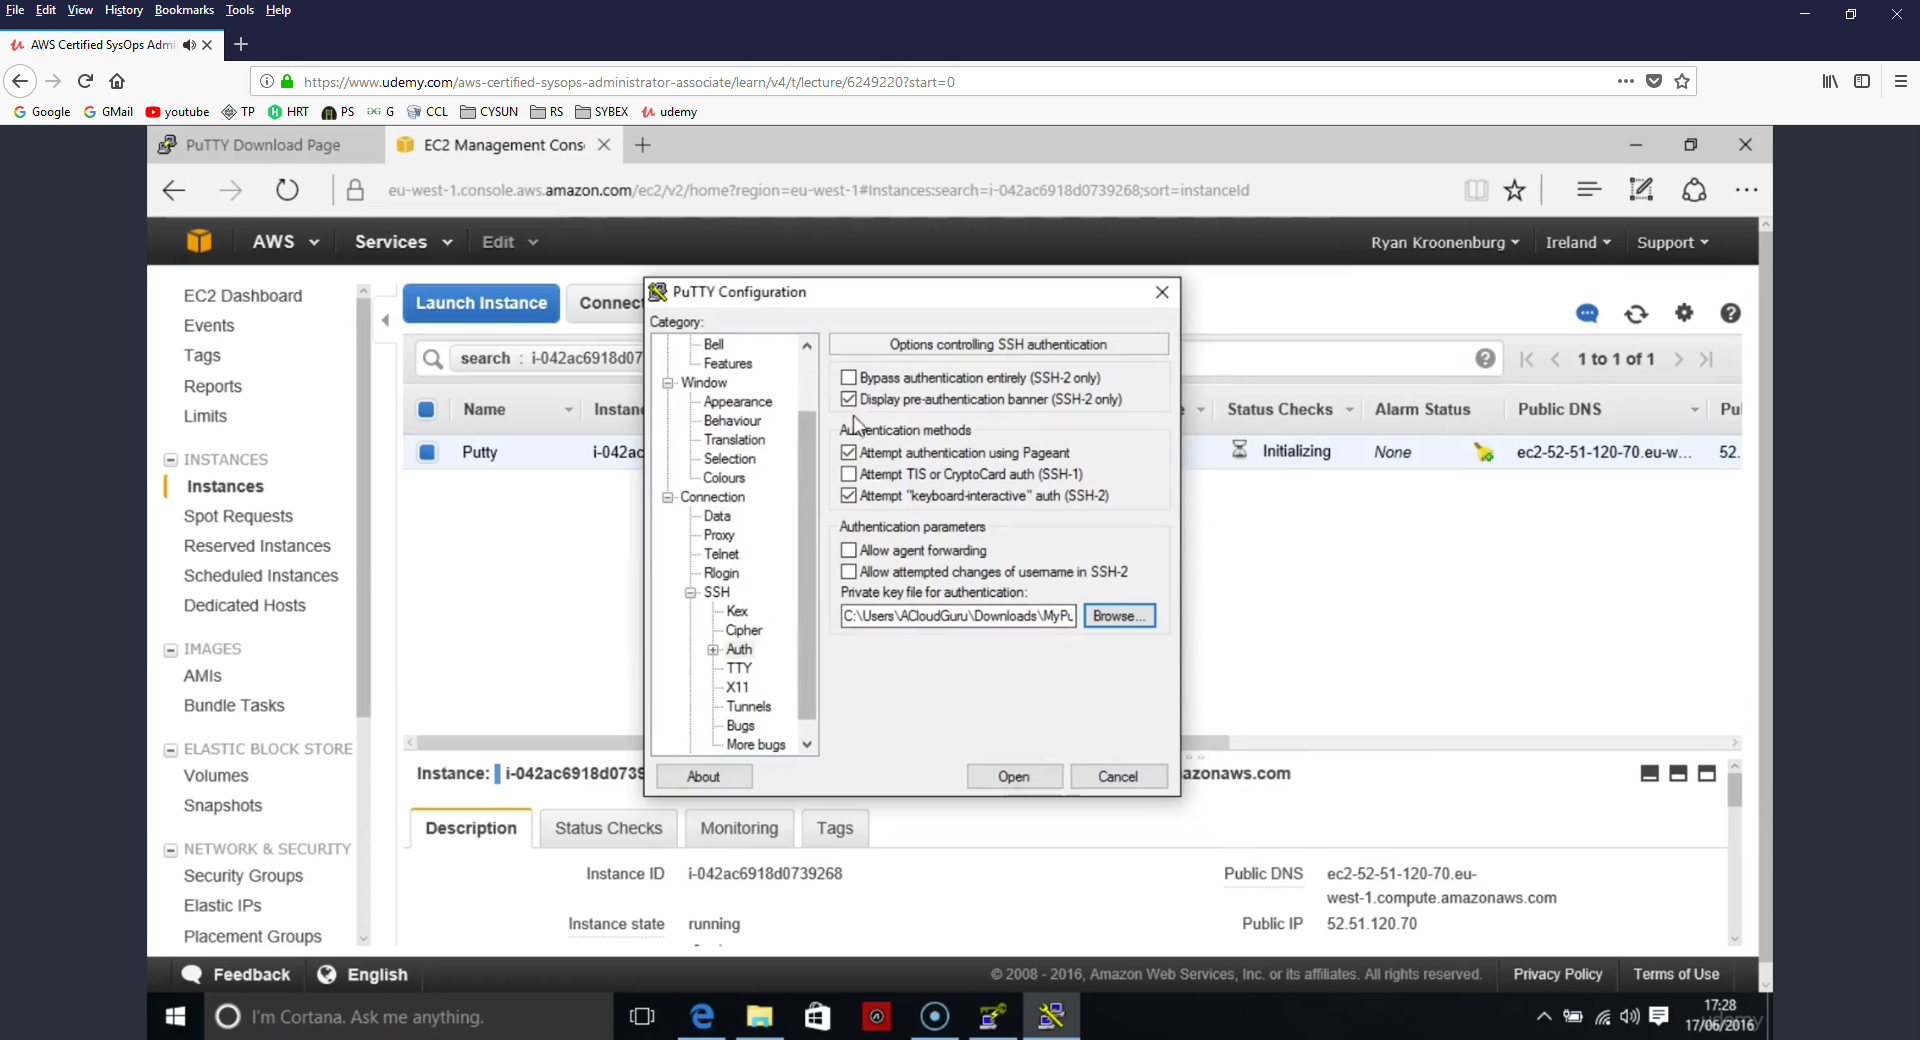 File Edit View History Bookmarks Tools Help
AWS Certified SysOps Admi
https://www.udemy.com/aws-certified-sysops-administrator-associate/learn/v4/t/lecture/6249220?start=0
Google GMail youtube TP HRT PS G CCL CYSUN RS SYBEX udemy
PuTTY Download Page EC2 Management Cons
eu-west-1.console.aws.amazon.com/ec2/v2/home?region=eu-west-1#Instances:search=i-042ac6918d0739268;sort=instanceId
AWS Services Edit Ryan Kroonenburg Ireland Support
EC2 Dashboard
Events
Tags
Reports
Limits
INSTANCES
Instances
Spot Requests
Reserved Instances
Scheduled Instances
Dedicated Hosts
IMAGES
AMIs
Bundle Tasks
ELASTIC BLOCK STORE
Volumes
Snapshots
NETWORK & SECURITY
Security Groups
Elastic IPs
Placement Groups
Launch Instance Connec
search : i-042ac6918d07 1 to 1 of 1
Name Instan Status Checks Alarm Status Public DNS Pu
Putty i-042ac Initializing None ec2-52-51-120-70.eu-w... 52.
PuTTY Configuration
Category:
Bell
Features
Window
Appearance
Behaviour
Translation
Selection
Colours
Connection
Data
Proxy
Telnet
Rlogin
SSH
Kex
Cipher
Auth
TTY
X11
Tunnels
Bugs
More bugs
Options controlling SSH authentication
Bypass authentication entirely (SSH-2 only)
Display pre-authentication banner (SSH-2 only)
Authentication methods
Attempt authentication using Pageant
Attempt TIS or CryptoCard auth (SSH-1)
Attempt "keyboard-interactive" auth (SSH-2)
Authentication parameters
Allow agent forwarding
Allow attempted changes of username in SSH-2
Private key file for authentication:
C:\Users\ACloudGuru\Downloads\MyPu Browse...
About Open Cancel
Instance: i-042ac6918d0739 azonaws.com
Description Status Checks Monitoring Tags
Instance ID i-042ac6918d0739268
Instance state running
Public DNS ec2-52-51-120-70.eu-
west-1.compute.amazonaws.com
Public IP 52.51.120.70
Feedback English © 2008 - 2016, Amazon Web Services, Inc. or its affiliates. All rights reserved. Privacy Policy Terms of Use
I'm Cortana. Ask me anything.
17:28
17/06/2016
udemy